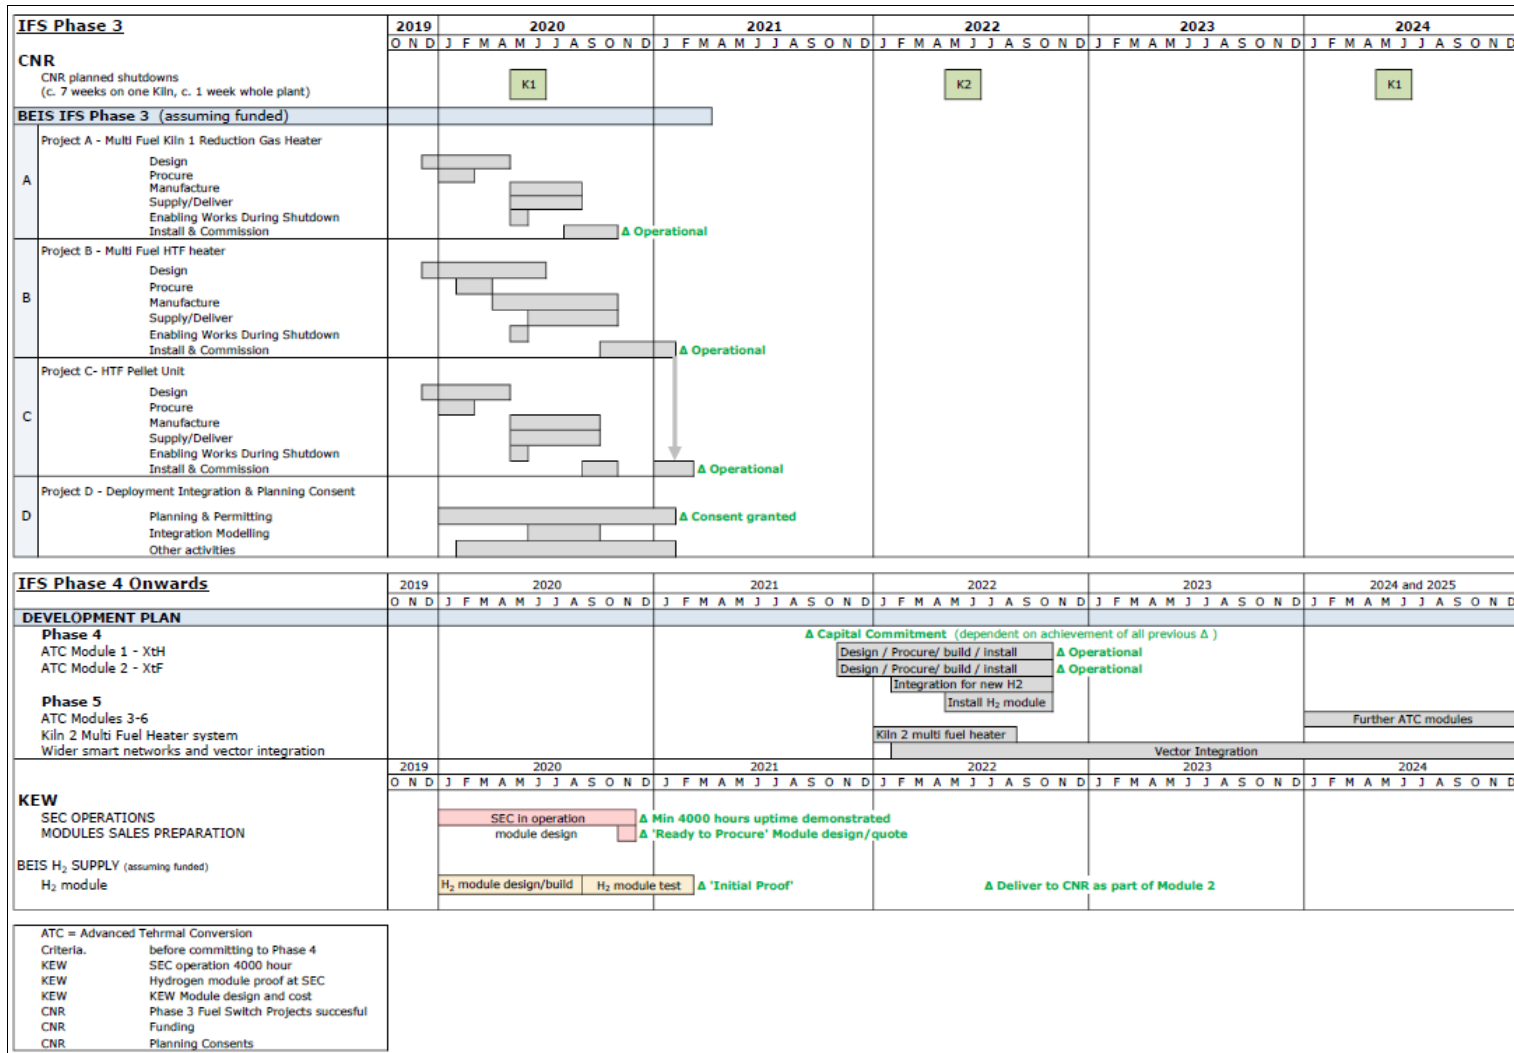 IFS Phase 3 2019 2020 2021 2022 2023 2024
O N D J F M A M J J A S O N D J F M A M J J A S O N D J F M A M J J A S O N D J F M A M J J A S O N D J F M A M J J A S O N D
CNR
CNR planned shutdowns
(c. 7 weeks on one Kiln, c. 1 week whole plant) K1 K2 K1
BEIS IFS Phase 3 (assuming funded)
Project A - Multi Fuel Kiln 1 Reduction Gas Heater
Design
A Procure
Manufacture
Supply/Deliver
Enabling Works During Shutdown
Install & Commission Δ Operational
Project B - Multi Fuel HTF heater
Design
Procure
B Manufacture
Supply/Deliver
Enabling Works During Shutdown
Install & Commission Δ Operational
Project C- HTF Pellet Unit
Design
Procure
C Manufacture
Supply/Deliver
Enabling Works During Shutdown
Install & Commission Δ Operational
Project D - Deployment Integration & Planning Consent
D Planning & Permitting Δ Consent granted
Integration Modelling
Other activities
IFS Phase 4 Onwards 2019 2020 2021 2022 2023 2024 and 2025
O N D J F M A M J J A S O N D J F M A M J J A S O N D J F M A M J J A S O N D J F M A M J J A S O N D J F M A M J J A S O N D
DEVELOPMENT PLAN
Phase 4 Δ Capital Commitment (dependent on achievement of all previous Δ )
ATC Module 1 - XtH Design / Procure/ build / install Δ Operational
ATC Module 2 - XtF Design / Procure/ build / install Δ Operational
Integration for new H2
Phase 5 Install H₂ module
ATC Modules 3-6 Further ATC modules
Kiln 2 Multi Fuel Heater system Kiln 2 multi fuel heater
Wider smart networks and vector integration Vector Integration
2019 2020 2021 2022 2023 2024
O N D J F M A M J J A S O N D J F M A M J J A S O N D J F M A M J J A S O N D J F M A M J J A S O N D J F M A M J J A S O N D
KEW
SEC OPERATIONS SEC in operation Δ Min 4000 hours uptime demonstrated
MODULES SALES PREPARATION module design Δ 'Ready to Procure' Module design/quote
BEIS H₂ SUPPLY (assuming funded)
H₂ module H₂ module design/build H₂ module test Δ 'Initial Proof' Δ Deliver to CNR as part of Module 2
ATC = Advanced Tehrmal Conversion
Criteria. before committing to Phase 4
KEW SEC operation 4000 hour
KEW Hydrogen module proof at SEC
KEW KEW Module design and cost
CNR Phase 3 Fuel Switch Projects succesful
CNR Funding
CNR Planning Consents